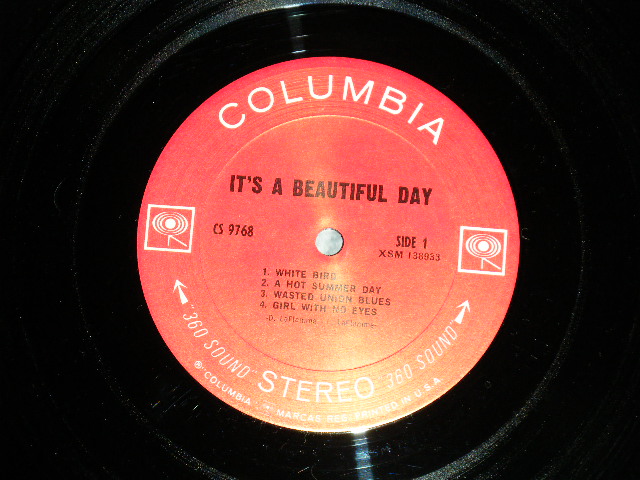 COLUMBIA
IT'S A BEAUTIFUL DAY
CS 9768
SIDE 1
XSM 138933
1. WHITE BIRD
2. A HOT SUMMER DAY
3. WASTED UNION BLUES
4. GIRL WITH NO EYES
360 SOUND STEREO 360 SOUND
® COLUMBIA MARCAS REG. PRINTED IN U.S.A.